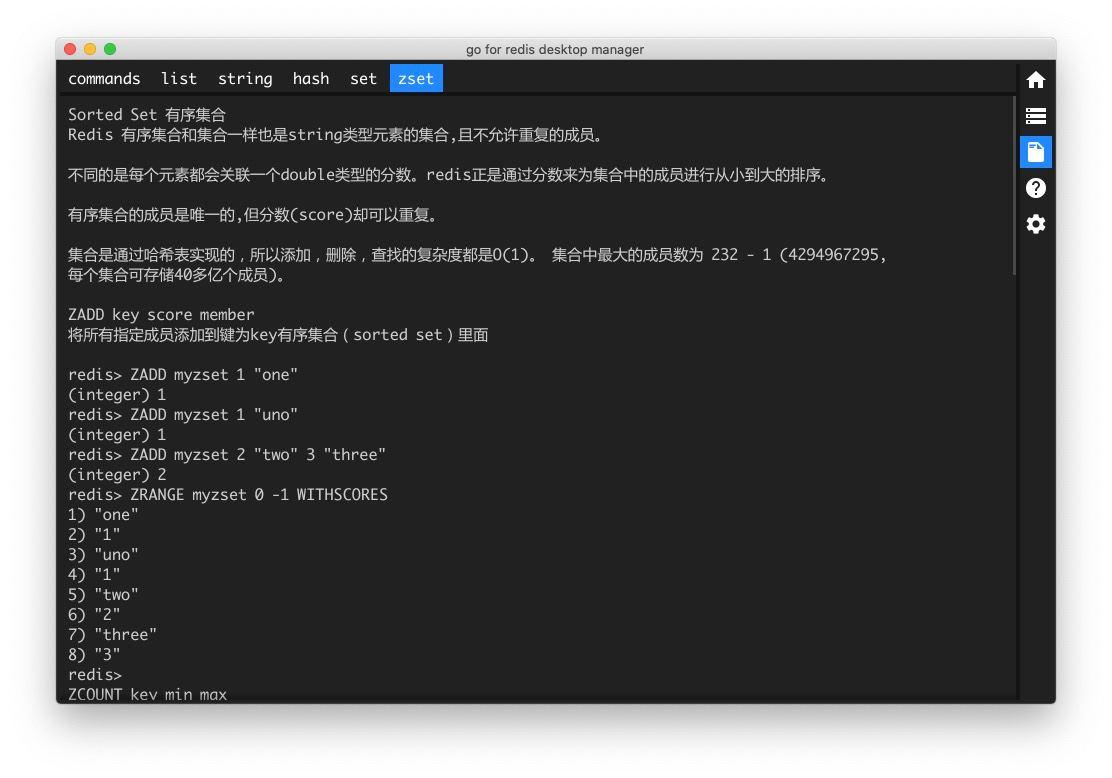 go for redis desktop manager
commands list string hash set zset
Sorted Set 有序集合
Redis 有序集合和集合一样也是string类型元素的集合,且不允许重复的成员。
不同的是每个元素都会关联一个double类型的分数。redis正是通过分数来为集合中的成员进行从小到大的排序。
有序集合的成员是唯一的,但分数(score)却可以重复。
集合是通过哈希表实现的，所以添加，删除，查找的复杂度都是O(1)。 集合中最大的成员数为 232 - 1 (4294967295,
每个集合可存储40多亿个成员)。
ZADD key score member
将所有指定成员添加到键为key有序集合（sorted set）里面
redis> ZADD myzset 1 "one"
(integer) 1
redis> ZADD myzset 1 "uno"
(integer) 1
redis> ZADD myzset 2 "two" 3 "three"
(integer) 2
redis> ZRANGE myzset 0 -1 WITHSCORES
1) "one"
2) "1"
3) "uno"
4) "1"
5) "two"
6) "2"
7) "three"
8) "3"
redis>
ZCOUNT key min max